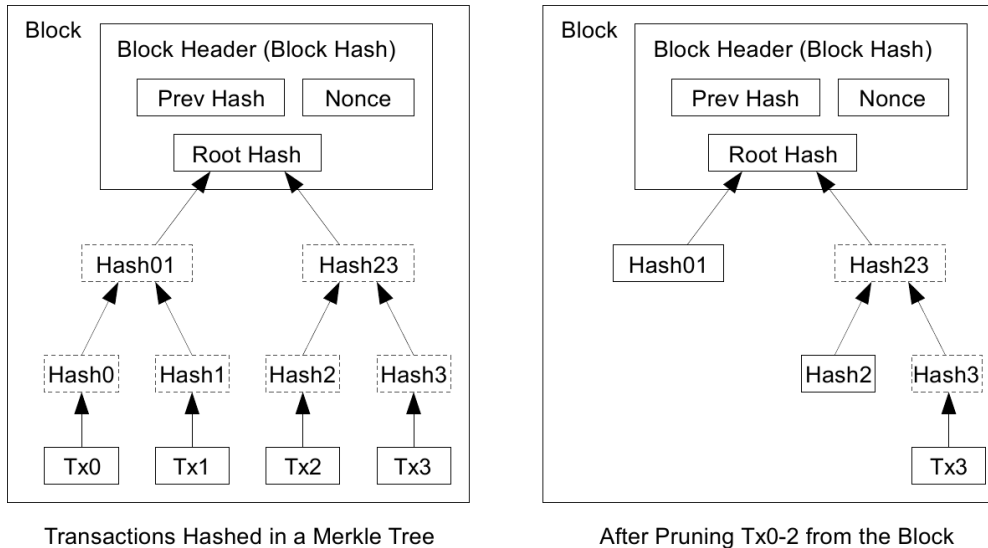 Block
Block Header (Block Hash)
Prev Hash
Nonce
Root Hash
Hash01
Hash23
Hash0
Hash1
Hash2
Hash3
Tx0
Tx1
Tx2
Tx3
Transactions Hashed in a Merkle Tree
Block
Block Header (Block Hash)
Prev Hash
Nonce
Root Hash
Hash01
Hash23
Hash2
Hash3
Tx3
After Pruning Tx0-2 from the Block